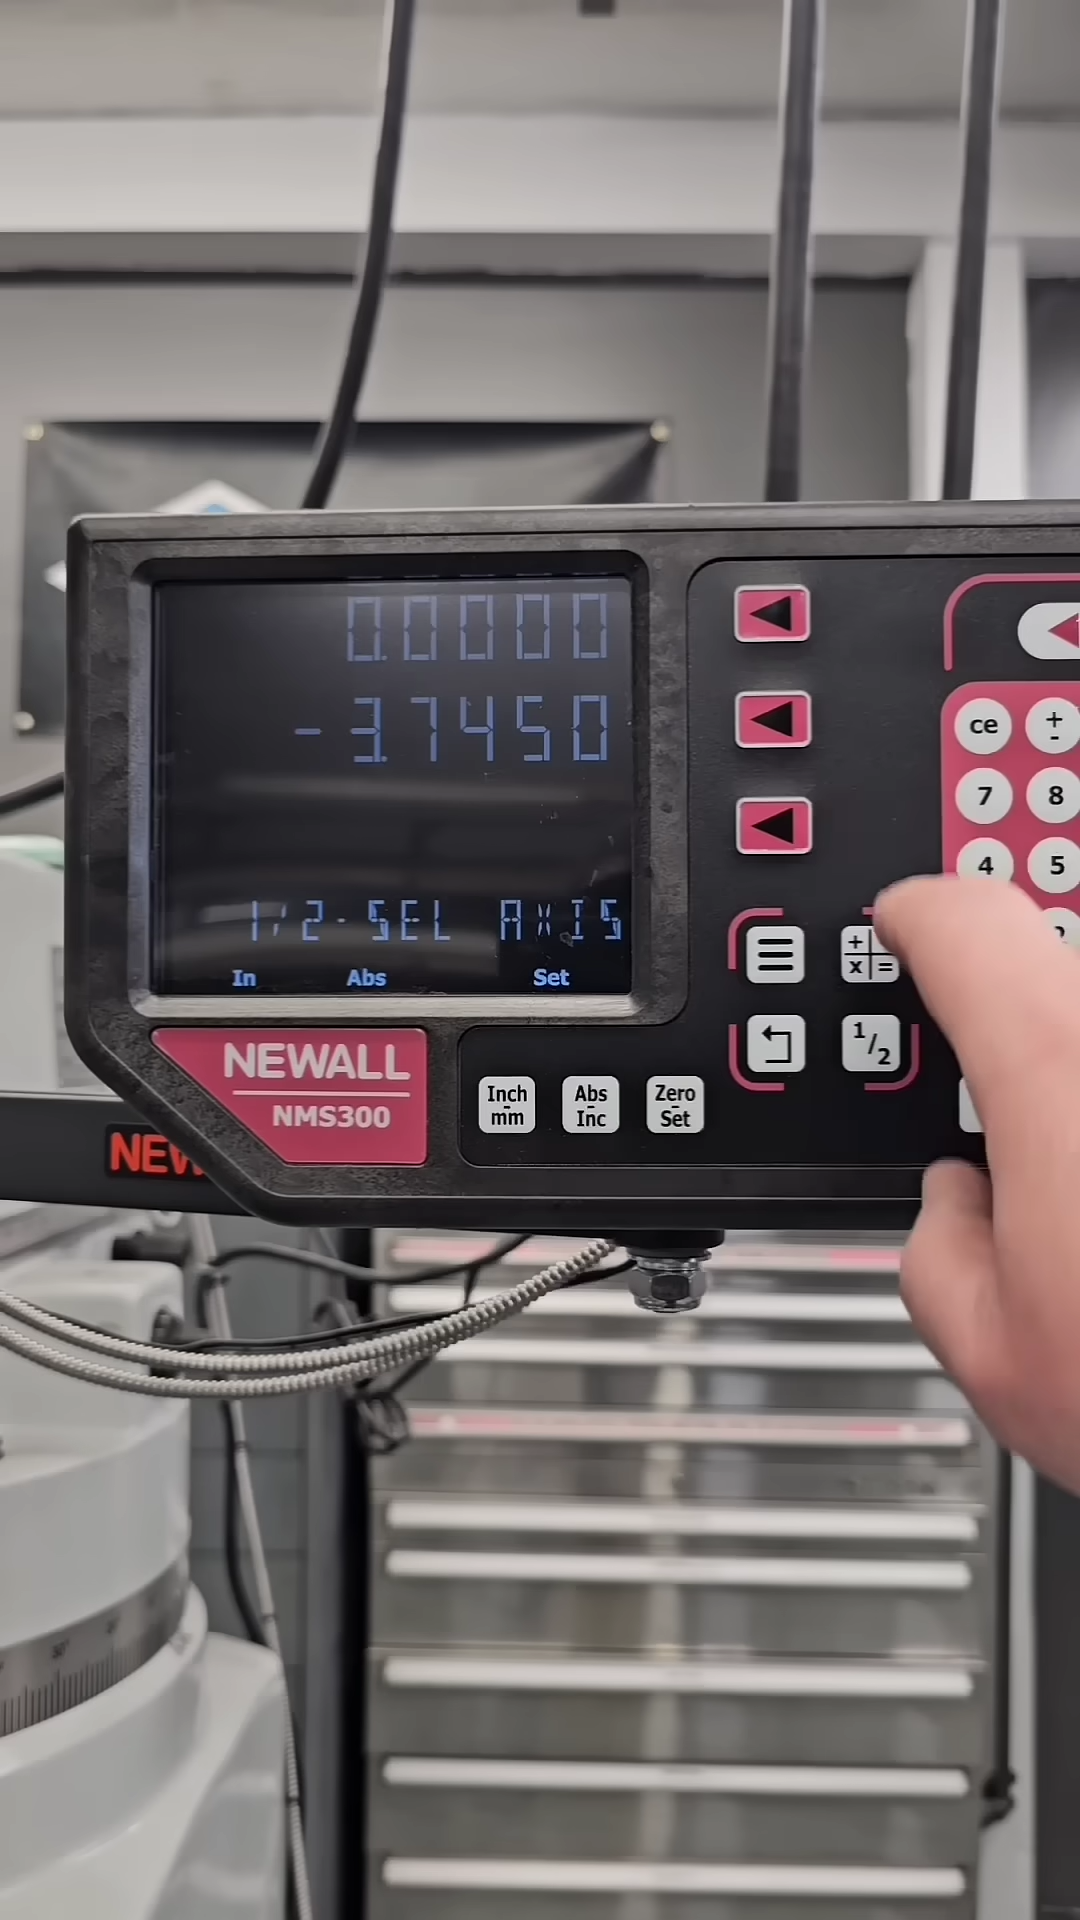 0.0000
-3.7450
1/2-SEL AXIS
In Abs Set
NEWALL
NMS300
Inch
-
mm
Abs
-
Inc
Zero
-
Set
ce
+
-
7
8
4
5
+
x =
1/2
NEW